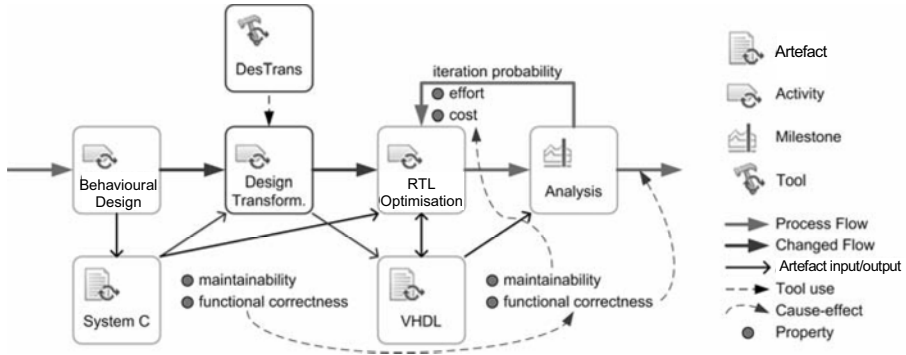 DesTrans
iteration probability
effort
cost
Behavioural
Design
Design
Transform.
RTL
Optimisation
Analysis
maintainability
functional correctness
maintainability
functional correctness
System C
VHDL
Artefact
Activity
Milestone
Tool
Process Flow
Changed Flow
Artefact input/output
Tool use
Cause-effect
Property